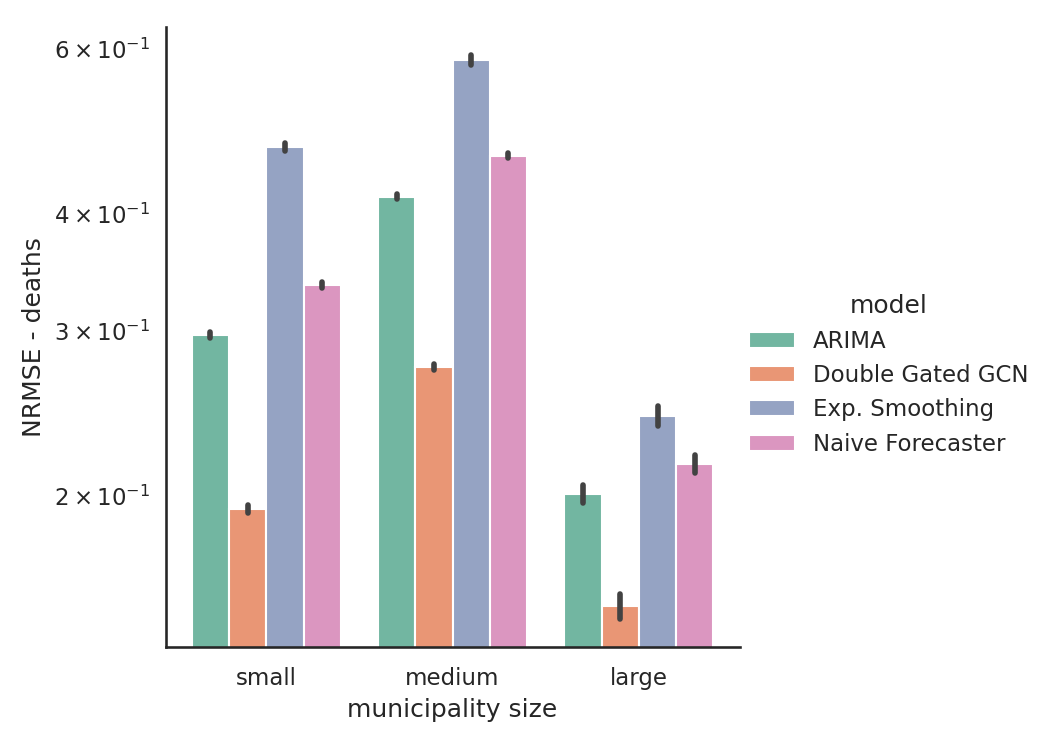 6 × 10⁻¹
4 × 10⁻¹
3 × 10⁻¹
2 × 10⁻¹
NRMSE - deaths
small medium large
municipality size
model
ARIMA
Double Gated GCN
Exp. Smoothing
Naive Forecaster